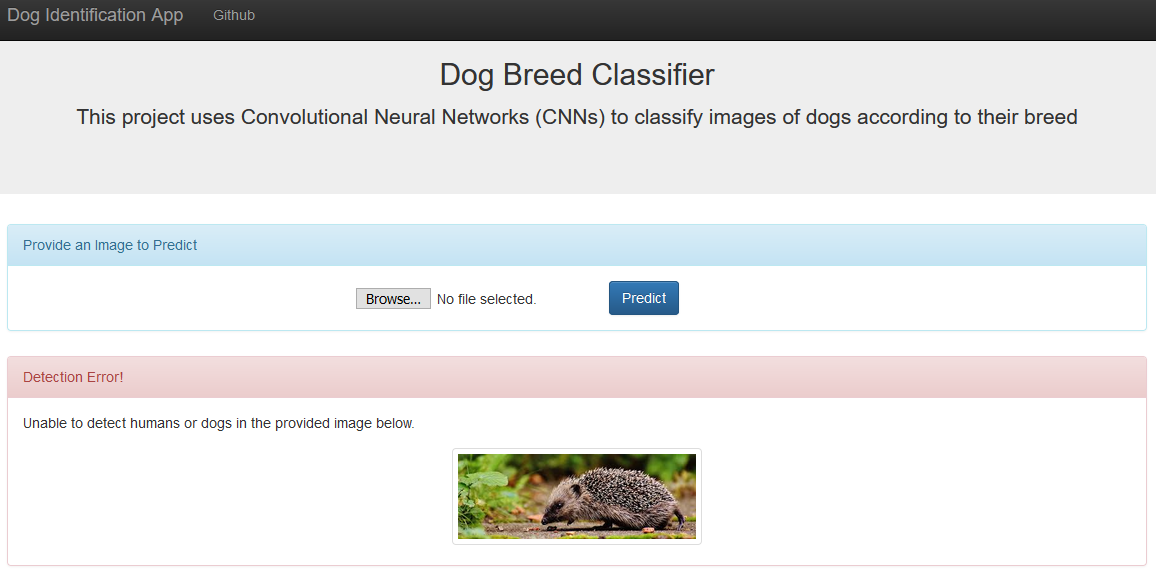 Dog Identification App Github
Dog Breed Classifier
This project uses Convolutional Neural Networks (CNNs) to classify images of dogs according to their breed
Provide an Image to Predict
Browse... No file selected. Predict
Detection Error!
Unable to detect humans or dogs in the provided image below.